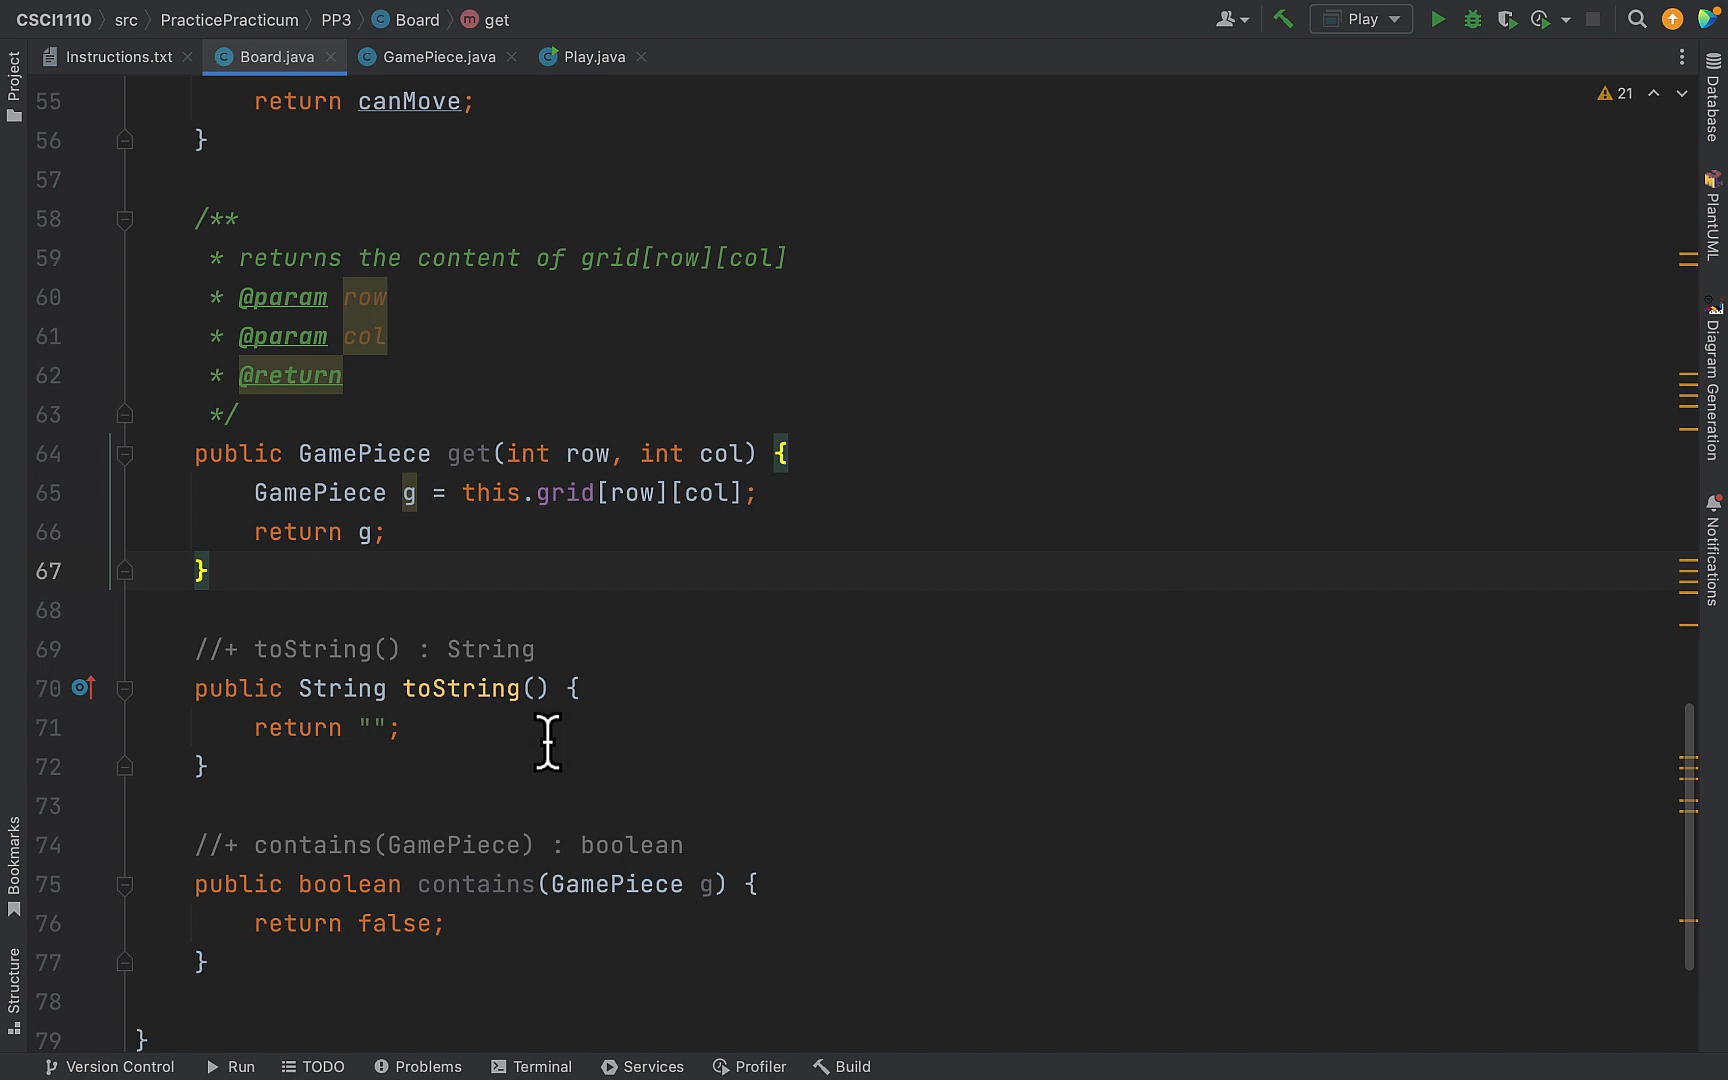 CSCI1110 src PracticePracticum PP3 Board get Play
Instructions.txt Board.java GamePiece.java Play.java
21
55 return canMove;
56 }
57
58 /**
59 * returns the content of grid[row][col]
60 * @param row
61 * @param col
62 * @return
63 */
64 public GamePiece get(int row, int col) {
65 GamePiece g = this.grid[row][col];
66 return g;
67 }
68
69 //+ toString() : String
70 public String toString() {
71 return "";
72 }
73
74 //+ contains(GamePiece) : boolean
75 public boolean contains(GamePiece g) {
76 return false;
77 }
78
79 }
Project
Bookmarks
Structure
Database
PlantUML
Diagram Generation
Notifications
Version Control Run TODO Problems Terminal Services Profiler Build